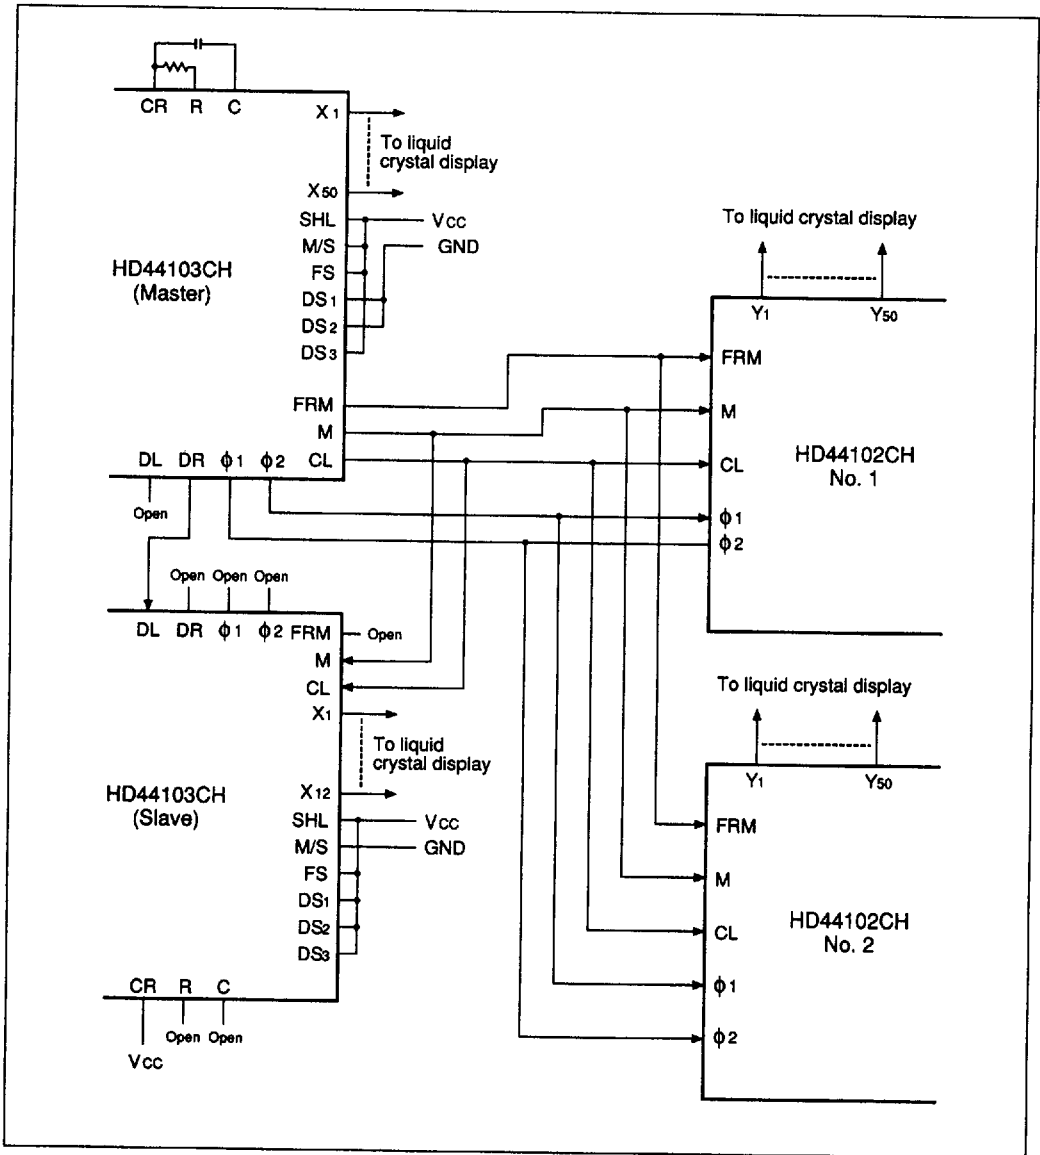 CR R C
X1
To liquid
crystal display
X50
SHL
Vcc
M/S
GND
FS
DS1
DS2
DS3
HD44103CH
(Master)
FRM
M
CL
DL DR ϕ1 ϕ2
Open
To liquid crystal display
Y1 Y50
FRM
M
CL
ϕ1
ϕ2
HD44102CH
No. 1
Open Open Open
DL DR ϕ1 ϕ2
FRM
Open
M
CL
X1
To liquid
crystal display
X12
SHL
Vcc
M/S
GND
FS
DS1
DS2
DS3
HD44103CH
(Slave)
CR R C
Open Open
Vcc
To liquid crystal display
Y1 Y50
FRM
M
CL
ϕ1
ϕ2
HD44102CH
No. 2